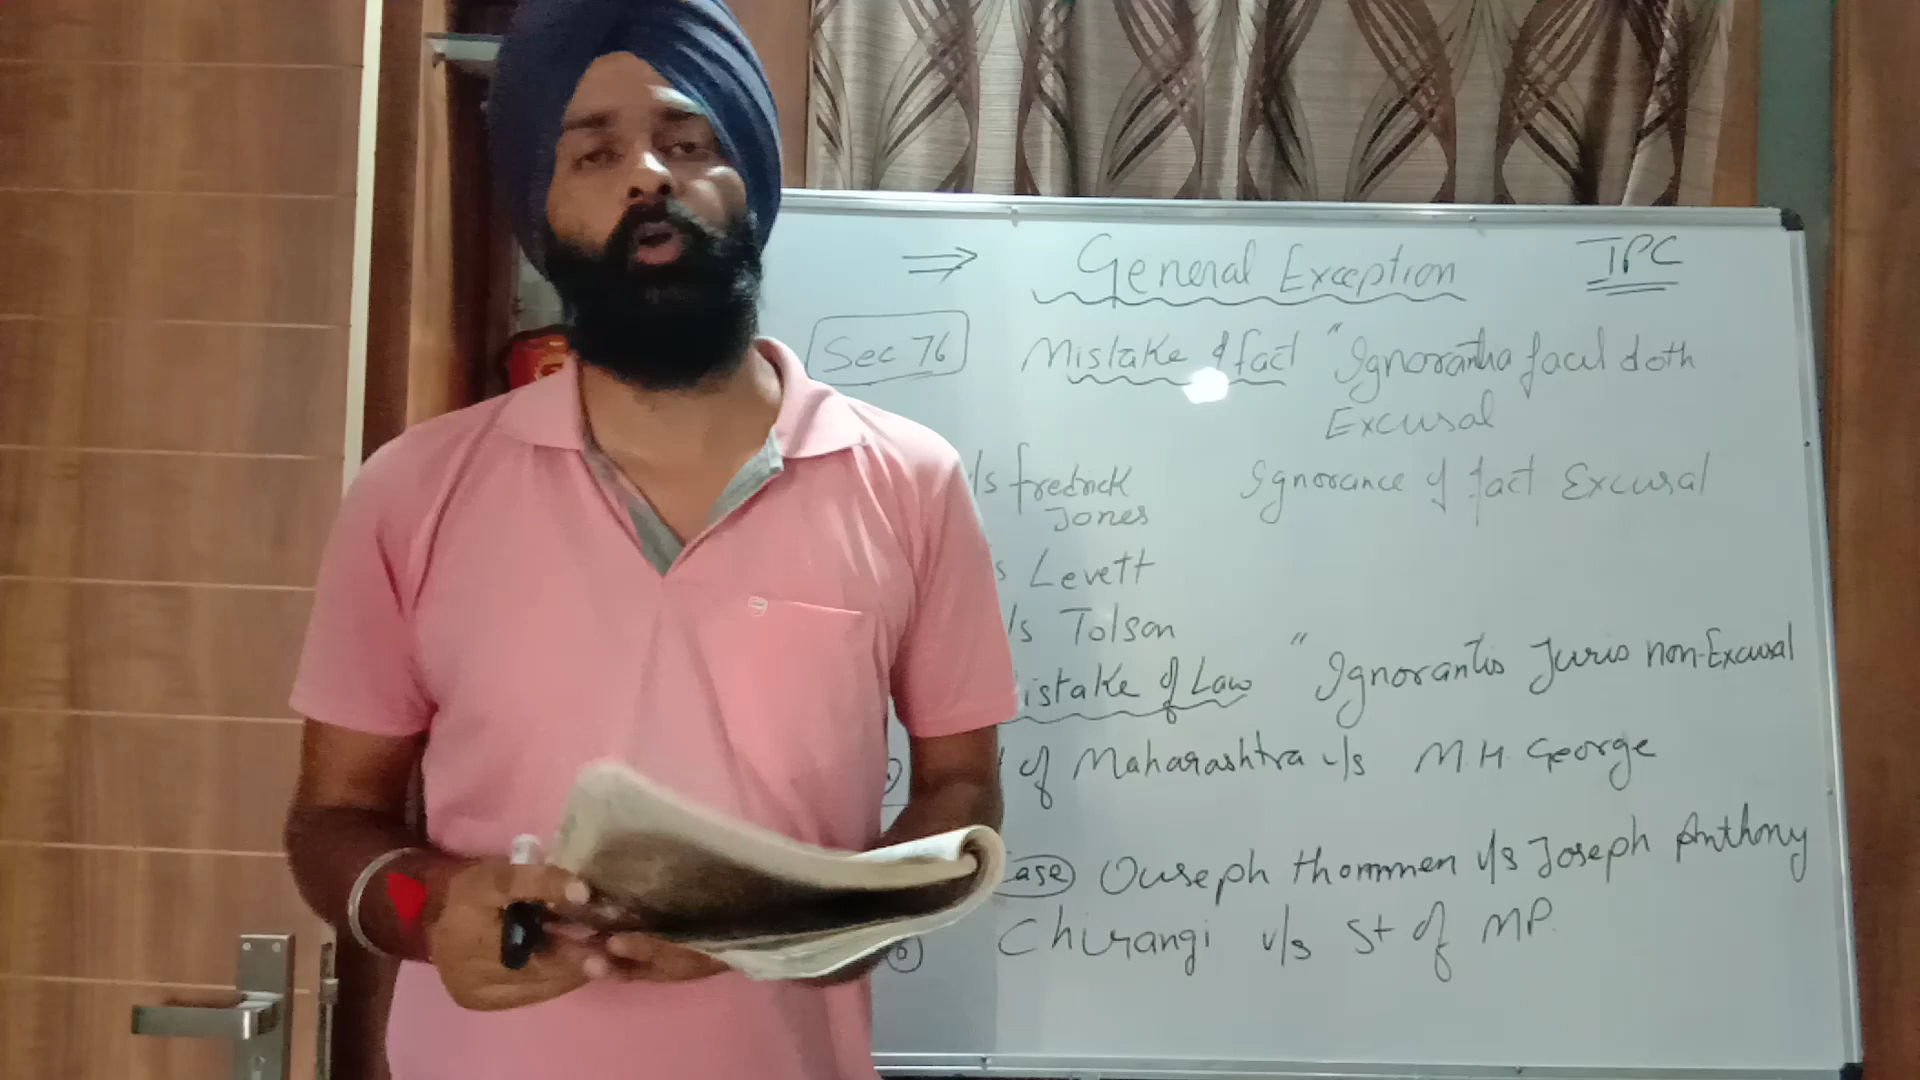 ⇒ General Exception IPC
Sec 76 Mistake of fact "Ignorantia facil doth
Excusal
/s fredrick Ignorance of fact Excusal
Jones
s Levett
/s Tolson
istake of Law "Ignorantis Juris non-Excusal
of Maharashtra v/s M.H. George
ase Ouseph thommen v/s Joseph Anthony
Chirangi v/s St of MP.